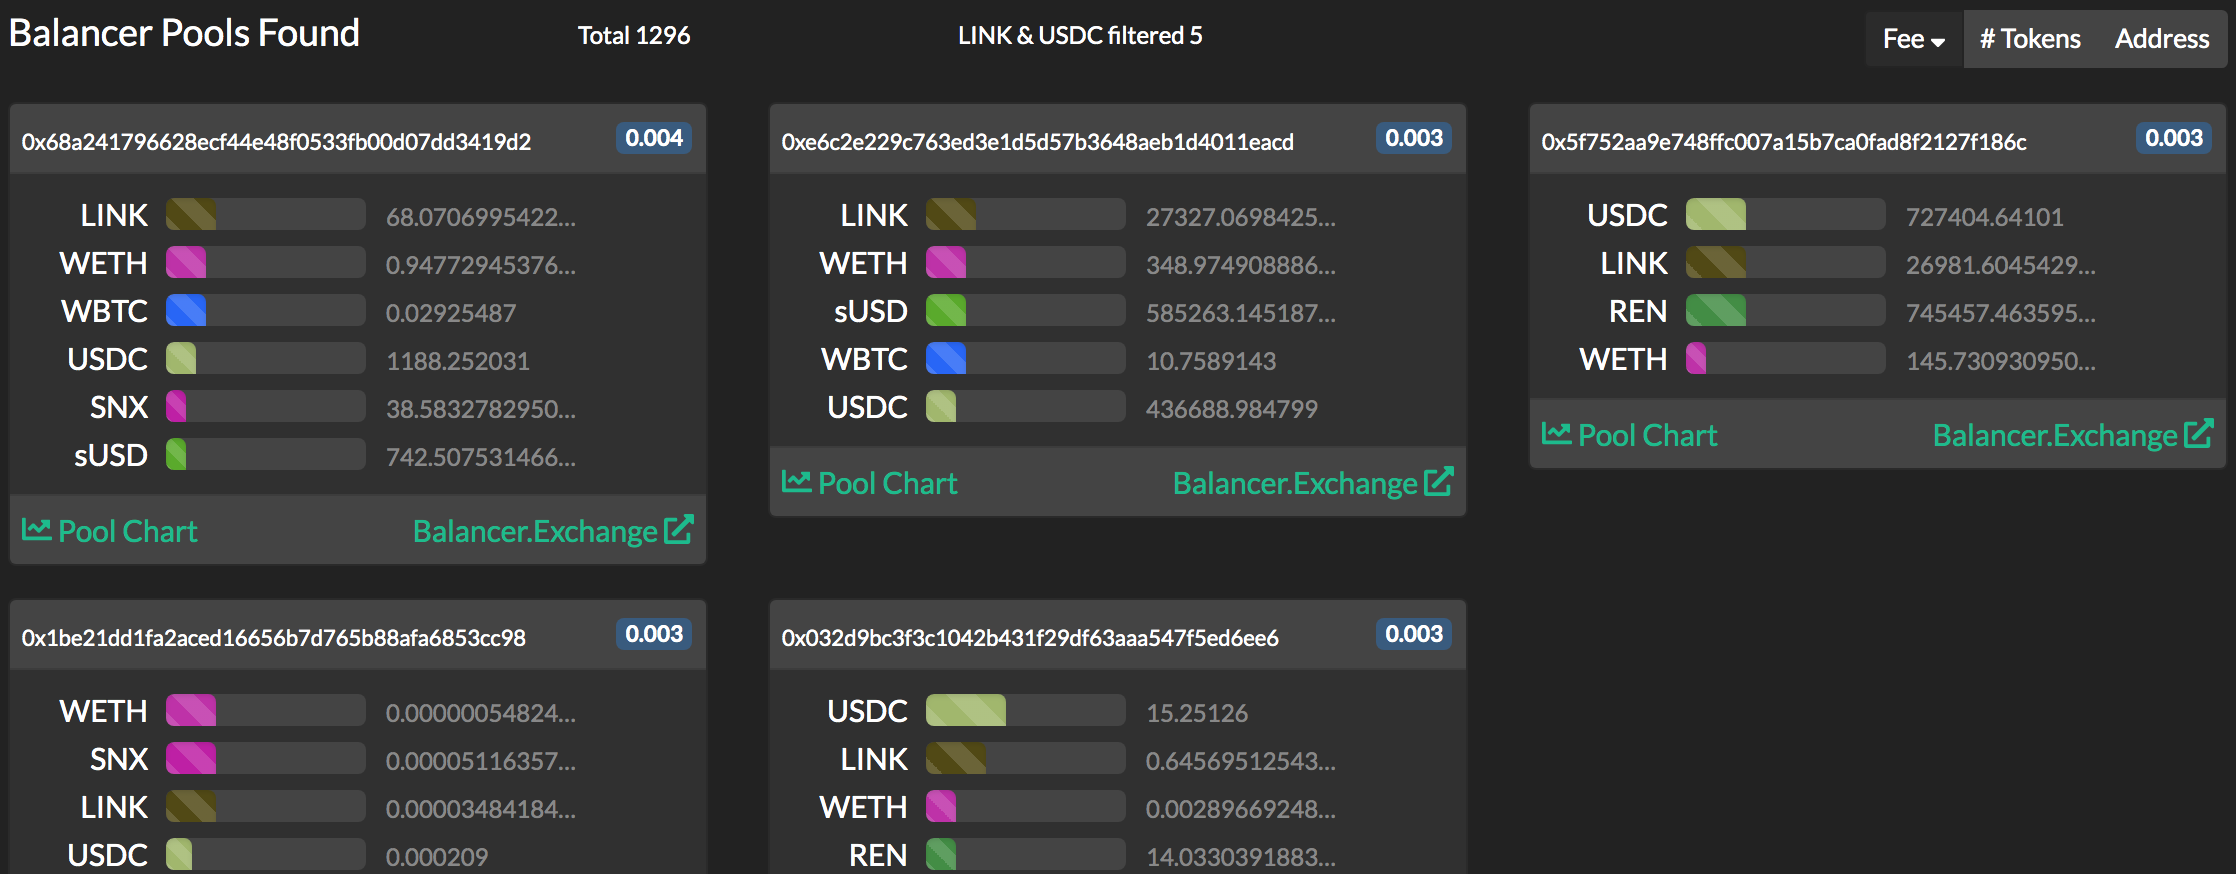 Balancer Pools Found
Total 1296
LINK & USDC filtered 5
Fee
# Tokens
Address
0x68a241796628ecf44e48f0533fb00d07dd3419d2
0.004
LINK 68.0706995422...
WETH 0.94772945376...
WBTC 0.02925487
USDC 1188.252031
SNX 38.5832782950...
sUSD 742.507531466...
Pool Chart
Balancer.Exchange
0xe6c2e229c763ed3e1d5d57b3648aeb1d4011eacd
0.003
LINK 27327.0698425...
WETH 348.974908886...
sUSD 585263.145187...
WBTC 10.7589143
USDC 436688.984799
Pool Chart
Balancer.Exchange
0x5f752aa9e748ffc007a15b7ca0fad8f2127f186c
0.003
USDC 727404.64101
LINK 26981.6045429...
REN 745457.463595...
WETH 145.730930950...
Pool Chart
Balancer.Exchange
0x1be21dd1fa2aced16656b7d765b88afa6853cc98
0.003
WETH 0.00000054824...
SNX 0.00005116357...
LINK 0.00003484184...
USDC 0.000209
0x032d9bc3f3c1042b431f29df63aaa547f5ed6ee6
0.003
USDC 15.25126
LINK 0.64569512543...
WETH 0.00289669248...
REN 14.0330391883...